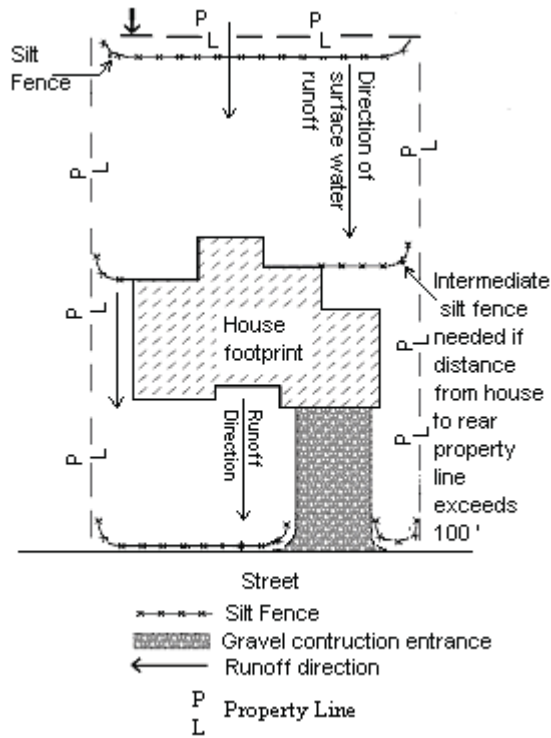 P
L
P
L
Silt
Fence
Direction of
surface water
runoff
P
L
P
L
Intermediate
silt fence
needed if
distance
from house
to rear
property
line
exceeds
100 '
P
L
P
L
House
footprint
P
L
P
L
Runoff
Direction
Street
Silt Fence
Gravel contruction entrance
Runoff direction
P
L
Property Line